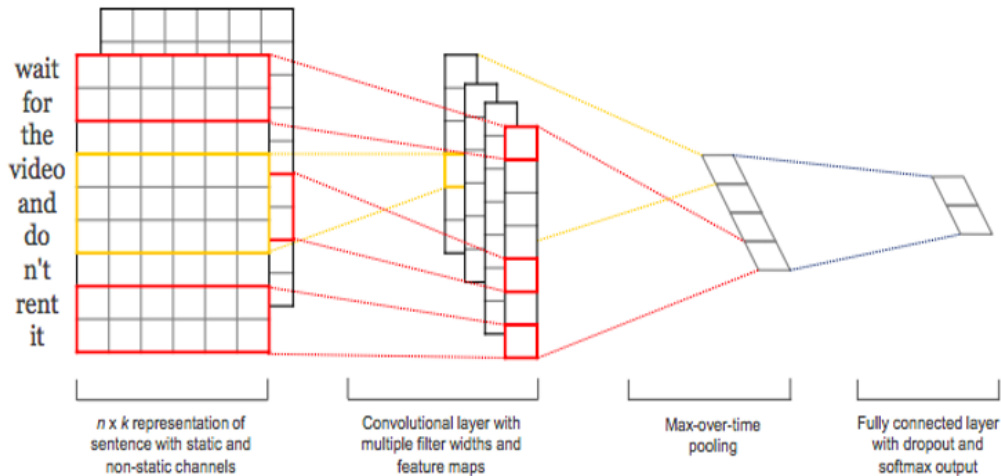 wait
for
the
video
and
do
n't
rent
it
n x k representation of
sentence with static and
non-static channels
Convolutional layer with
multiple filter widths and
feature maps
Max-over-time
pooling
Fully connected layer
with dropout and
softmax output